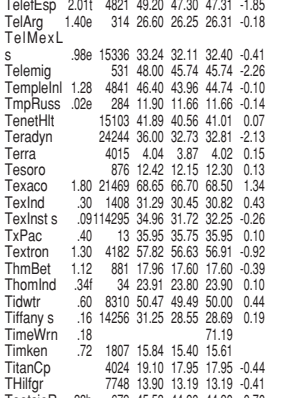 TelefEsp 2.01t 4821 49.20 47.30 47.31 -1.85
TelArg 1.40e 314 26.60 26.25 26.31 -0.18
TelMexL
s .98e 15336 33.24 32.11 32.40 -0.41
Telemig 531 48.00 45.74 45.74 -2.26
TempleInl 1.28 4841 46.40 43.96 44.74 -0.10
TmpRuss .02e 284 11.90 11.66 11.66 -0.14
TenetHlt 15103 41.89 40.56 41.01 0.07
Teradyn 24244 36.00 32.73 32.81 -2.13
Terra 4015 4.04 3.87 4.02 0.15
Tesoro 876 12.42 12.15 12.30 0.13
Texaco 1.80 21469 68.65 66.70 68.50 1.34
TexInd .30 1408 31.29 30.45 30.82 0.43
TexInst s .09114295 34.96 31.72 32.25 -0.26
TxPac .40 13 35.95 35.75 35.95 0.10
Textron 1.30 4182 57.82 56.63 56.91 -0.92
ThmBet 1.12 881 17.96 17.60 17.60 -0.39
ThomInd .34f 34 23.91 23.80 23.90 0.10
Tidwtr .60 8310 50.47 49.49 50.00 0.44
Tiffany s .16 14256 31.25 28.55 28.69 0.19
TimeWrn .18 71.19
Timken .72 1807 15.84 15.40 15.61
TitanCp 4024 19.10 17.95 17.95 -0.44
THilfgr 7748 13.90 13.19 13.19 -0.41